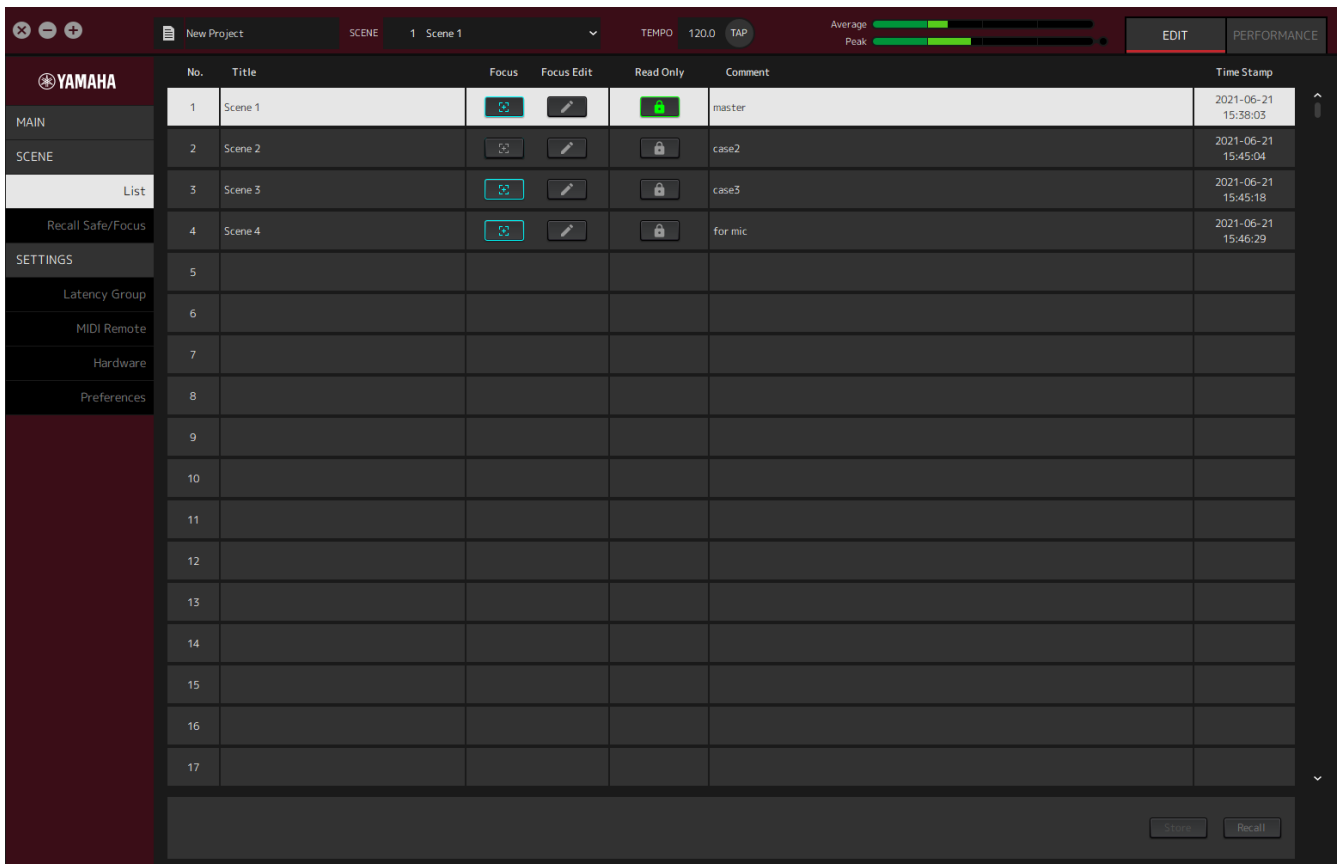 New Project SCENE 1 Scene 1 TEMPO 120.0 TAP Average Peak EDIT PERFORMANCE
YAMAHA
MAIN
SCENE
List
Recall Safe/Focus
SETTINGS
Latency Group
MIDI Remote
Hardware
Preferences
No. Title Focus Focus Edit Read Only Comment Time Stamp
1 Scene 1 master 2021-06-21 15:38:03
2 Scene 2 case2 2021-06-21 15:45:04
3 Scene 3 case3 2021-06-21 15:45:18
4 Scene 4 for mic 2021-06-21 15:46:29
5
6
7
8
9
10
11
12
13
14
15
16
17
Store Recall